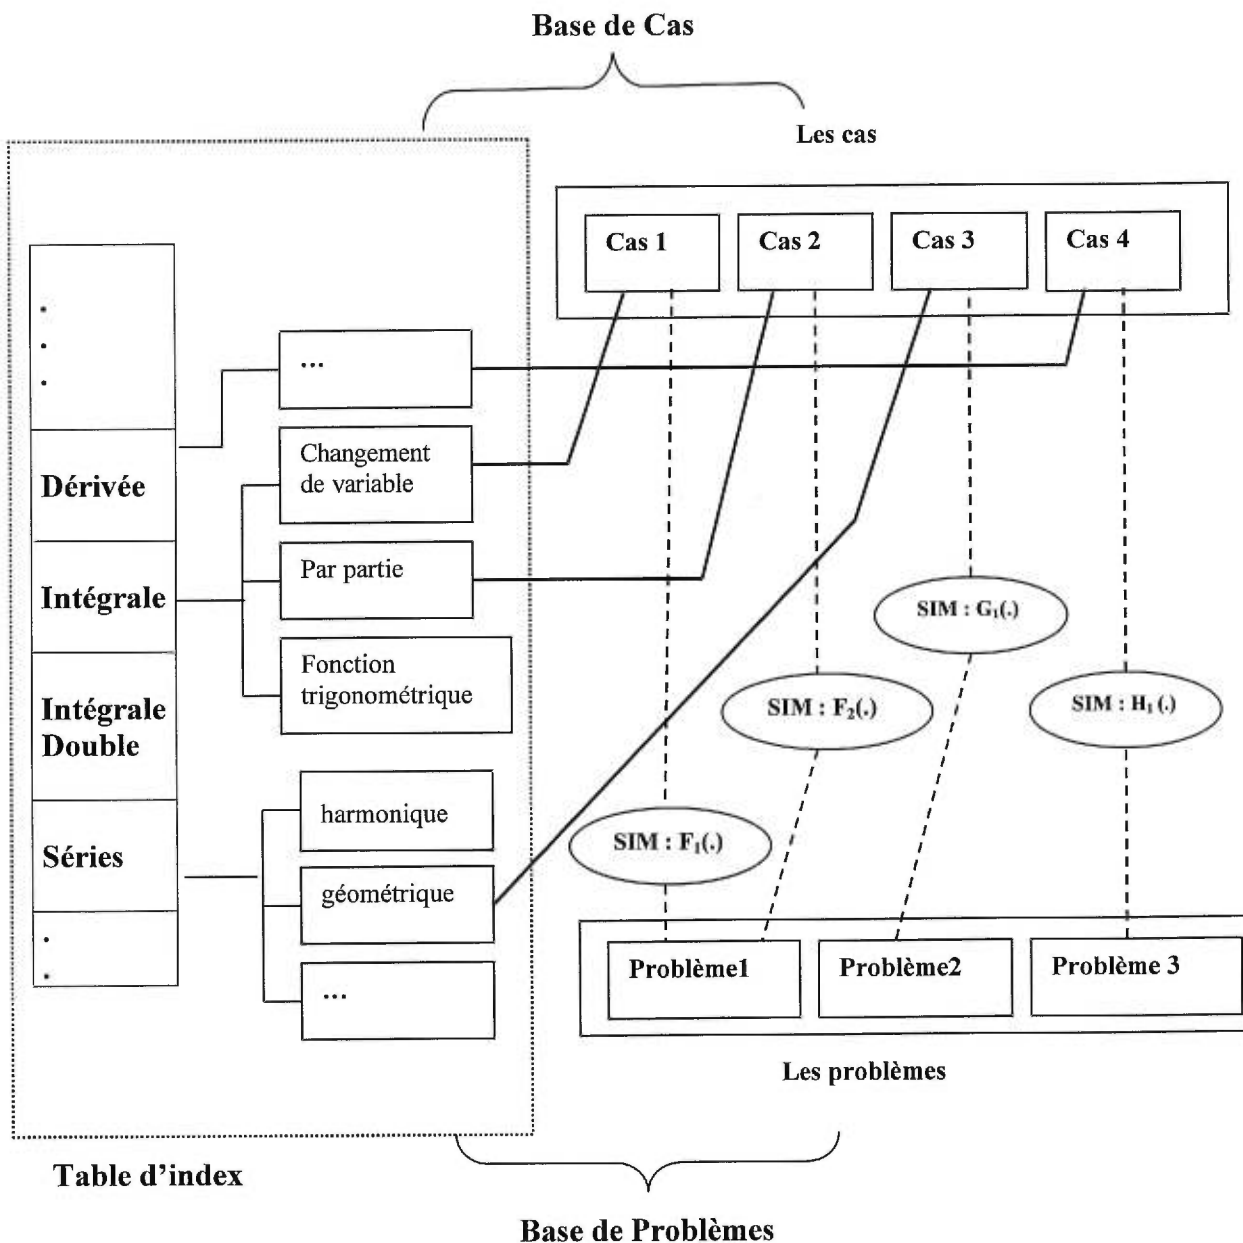 Base de Cas
Les cas
Cas 1
Cas 2
Cas 3
Cas 4
...
Changement
de variable
Dérivée
Par partie
Intégrale
SIM : G₁(.)
Fonction
trigonométrique
Intégrale
Double
SIM : F₂(.)
SIM : H₁ (.)
harmonique
Séries
SIM : F₁(.)
géométrique
Problème1
Problème2
Problème 3
...
Les problèmes
Table d'index
Base de Problèmes